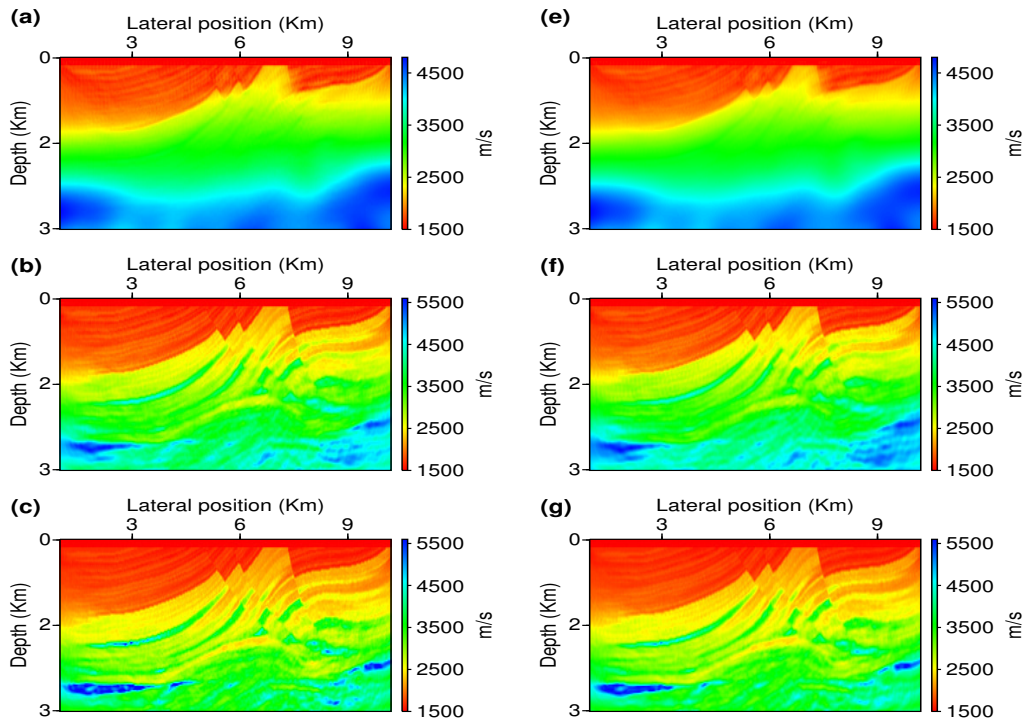 (a)
Lateral position (Km)
3 6 9
0
2
3
Depth (Km)
4500
3500
2500
1500
m/s
(e)
Lateral position (Km)
3 6 9
0
2
3
Depth (Km)
4500
3500
2500
1500
m/s
(b)
Lateral position (Km)
3 6 9
0
2
3
Depth (Km)
5500
4500
3500
2500
1500
m/s
(f)
Lateral position (Km)
3 6 9
0
2
3
Depth (Km)
5500
4500
3500
2500
1500
m/s
(c)
Lateral position (Km)
3 6 9
0
2
3
Depth (Km)
5500
4500
3500
2500
1500
m/s
(g)
Lateral position (Km)
3 6 9
0
2
3
Depth (Km)
5500
4500
3500
2500
1500
m/s